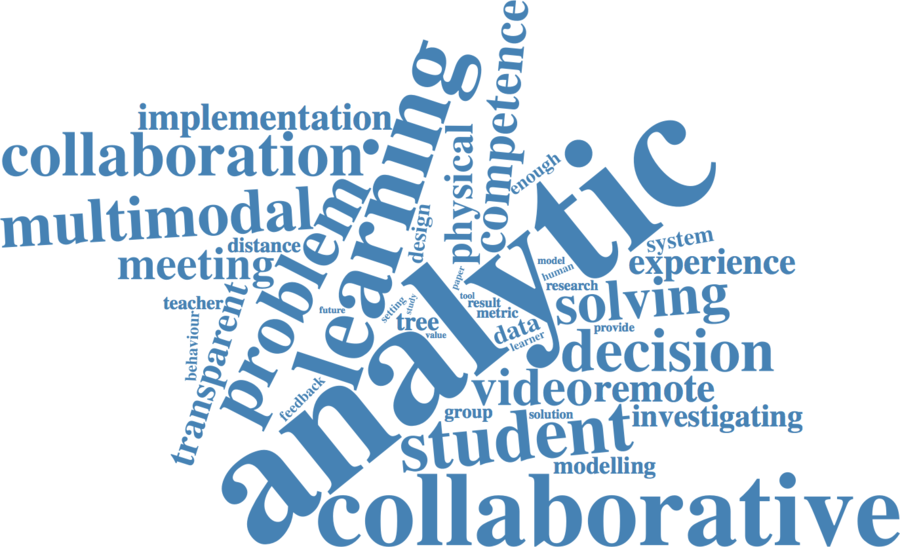 competence
learning
implementation
collaboration
physical
enough
analytic
multimodal
problem
design
distance
meeting
system
experience
model
human
paper
research
teacher
transparent
behaviour
future
setting
study
tool
result
metric
solving
tree
value
data
learner
provide
decision
feedback
video
remote
group
solution
investigating
student
modelling
collaborative